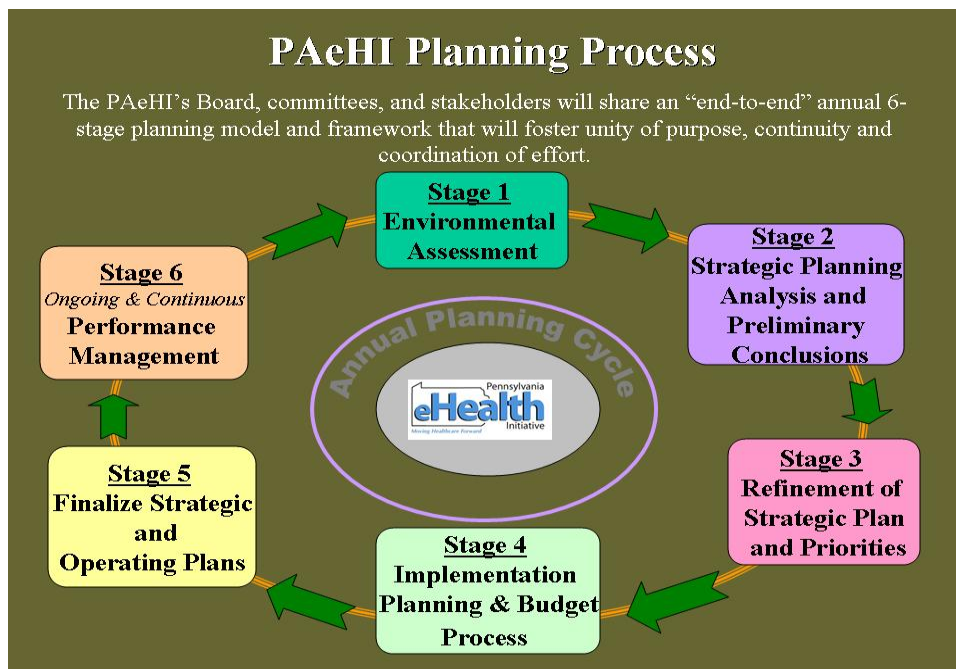 PAeHI Planning Process
The PAeHI's Board, committees, and stakeholders will share an “end-to-end” annual 6-
stage planning model and framework that will foster unity of purpose, continuity and
coordination of effort.
Stage 1
Environmental
Assessment
Stage 2
Strategic Planning
Analysis and
Preliminary
Conclusions
Stage 3
Refinement of
Strategic Plan
and Priorities
Stage 4
Implementation
Planning & Budget
Process
Stage 5
Finalize Strategic
and
Operating Plans
Stage 6
Ongoing & Continuous
Performance
Management
Annual Planning Cycle
Pennsylvania
eHealth
Initiative
Moving Healthcare Forward